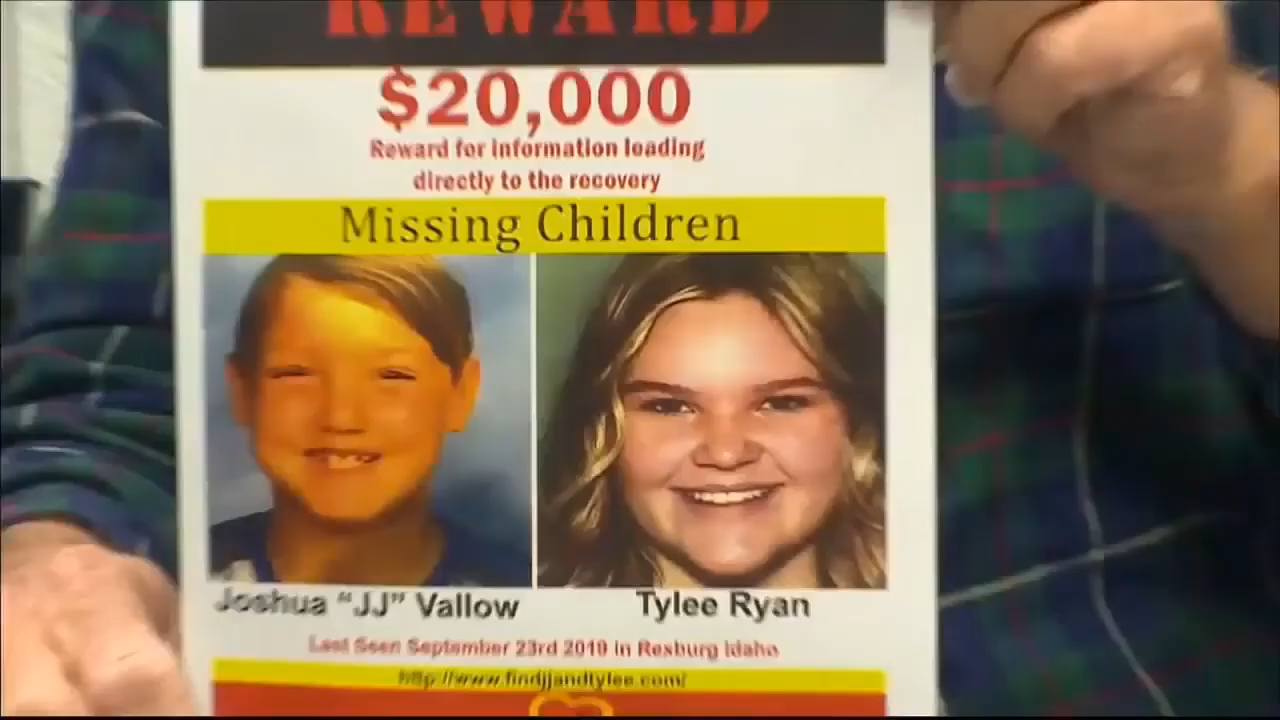 REWARD
$20,000
Reward for information leading
directly to the recovery
Missing Children
Joshua "JJ" Vallow
Tylee Ryan
Last Seen September 23rd 2019 in Rexburg Idaho
http://www.findjjandtylee.com/